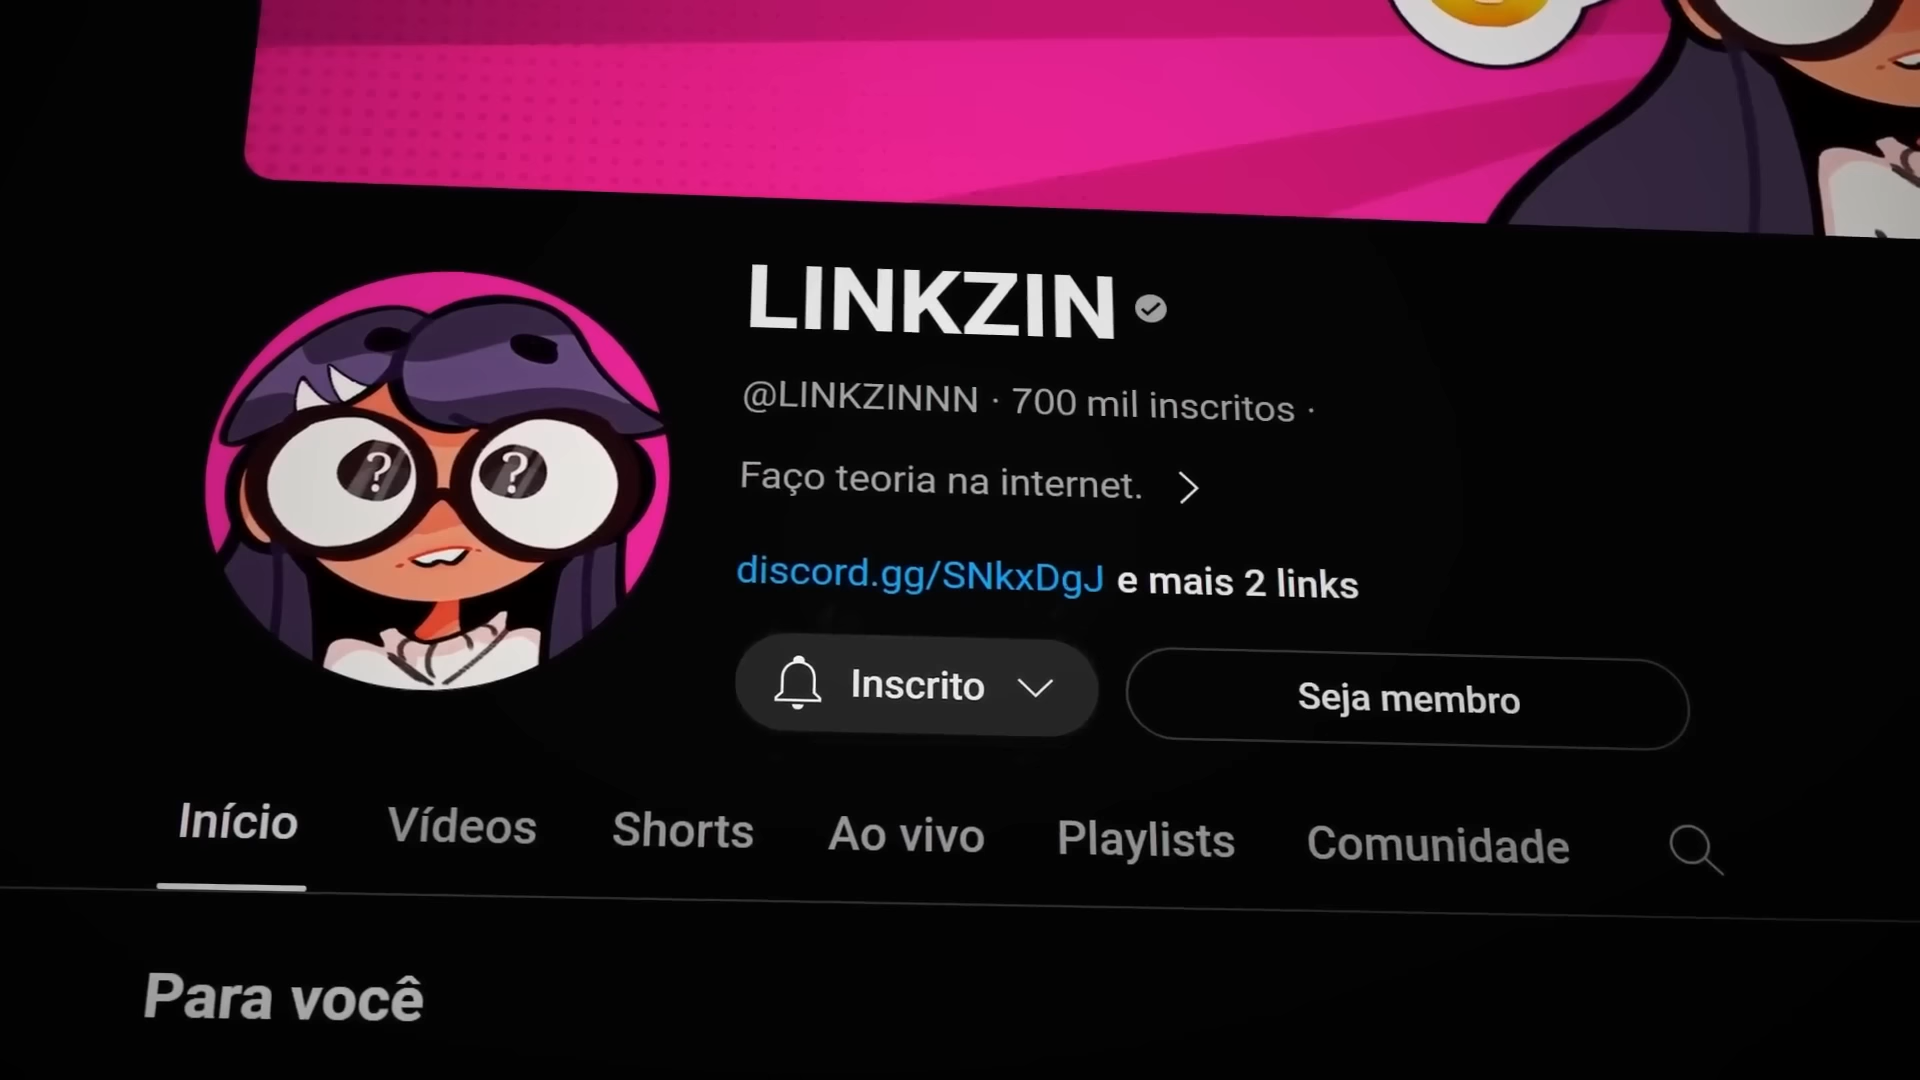 LINKZIN
@LINKZINNN · 700 mil inscritos ·
Faço teoria na internet.
discord.gg/SNkxDgJ e mais 2 links
Inscrito
Seja membro
Início Vídeos Shorts Ao vivo Playlists Comunidade
Para você
? ?